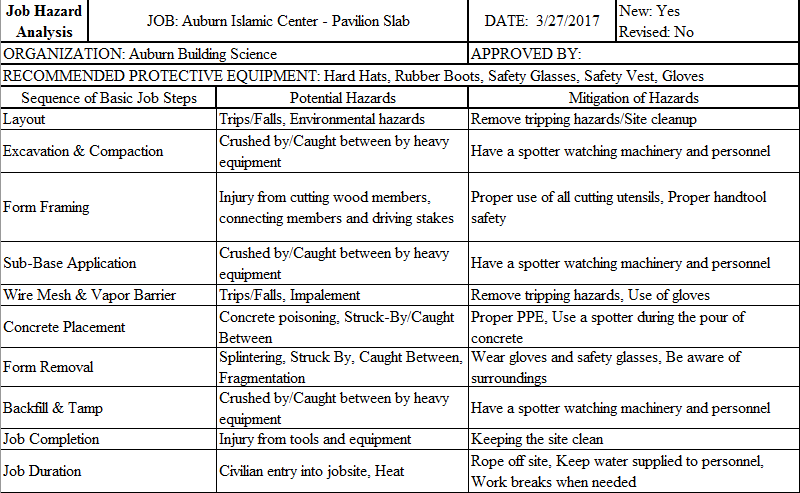 Job Hazard Analysis JOB: Auburn Islamic Center - Pavilion Slab DATE: 3/27/2017 New: Yes
Revised: No
ORGANIZATION: Auburn Building Science APPROVED BY:
RECOMMENDED PROTECTIVE EQUIPMENT: Hard Hats, Rubber Boots, Safety Glasses, Safety Vest, Gloves
Sequence of Basic Job Steps Potential Hazards Mitigation of Hazards
Layout Trips/Falls, Environmental hazards Remove tripping hazards/Site cleanup
Excavation & Compaction
Crushed by/Caught between by heavy
equipment
Have a spotter watching machinery and personnel
Form Framing
Injury from cutting wood members,
connecting members and driving stakes
Proper use of all cutting utensils, Proper handtool
safety
Sub-Base Application
Crushed by/Caught between by heavy
equipment
Have a spotter watching machinery and personnel
Wire Mesh & Vapor Barrier Trips/Falls, Impalement Remove tripping hazards, Use of gloves
Concrete Placement
Concrete poisoning, Struck-By/Caught
Between
Proper PPE, Use a spotter during the pour of
concrete
Form Removal
Splintering, Struck By, Caught Between,
Fragmentation
Wear gloves and safety glasses, Be aware of
surroundings
Backfill & Tamp
Crushed by/Caught between by heavy
equipment
Have a spotter watching machinery and personnel
Job Completion Injury from tools and equipment Keeping the site clean
Job Duration
Civilian entry into jobsite, Heat
Rope off site, Keep water supplied to personnel,
Work breaks when needed